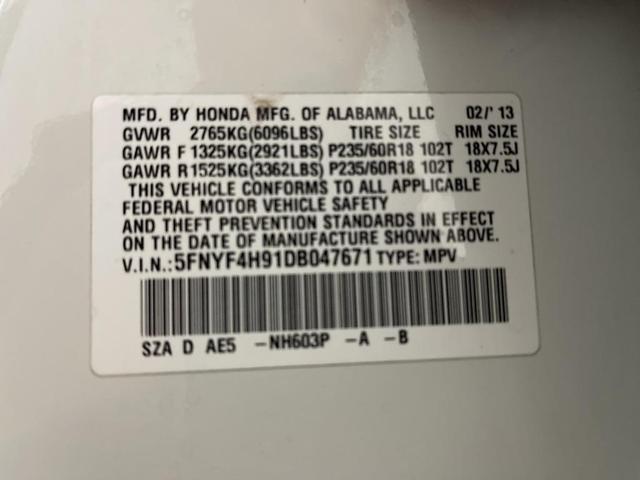 MFD. BY HONDA MFG. OF ALABAMA, LLC 02/' 13
GVWR 2765KG(6096LBS) TIRE SIZE RIM SIZE
GAWR F 1325KG(2921LBS) P235/60R18 102T 18X7.5J
GAWR R 1525KG(3362LBS) P235/60R18 102T 18X7.5J
THIS VEHICLE CONFORMS TO ALL APPLICABLE
FEDERAL MOTOR VEHICLE SAFETY
AND THEFT PREVENTION STANDARDS IN EFFECT
ON THE DATE OF MANUFACTURE SHOWN ABOVE.
V.I.N.:5FNYF4H91DB047671 TYPE: MPV
SZA D AE5 -NH603P -A -B